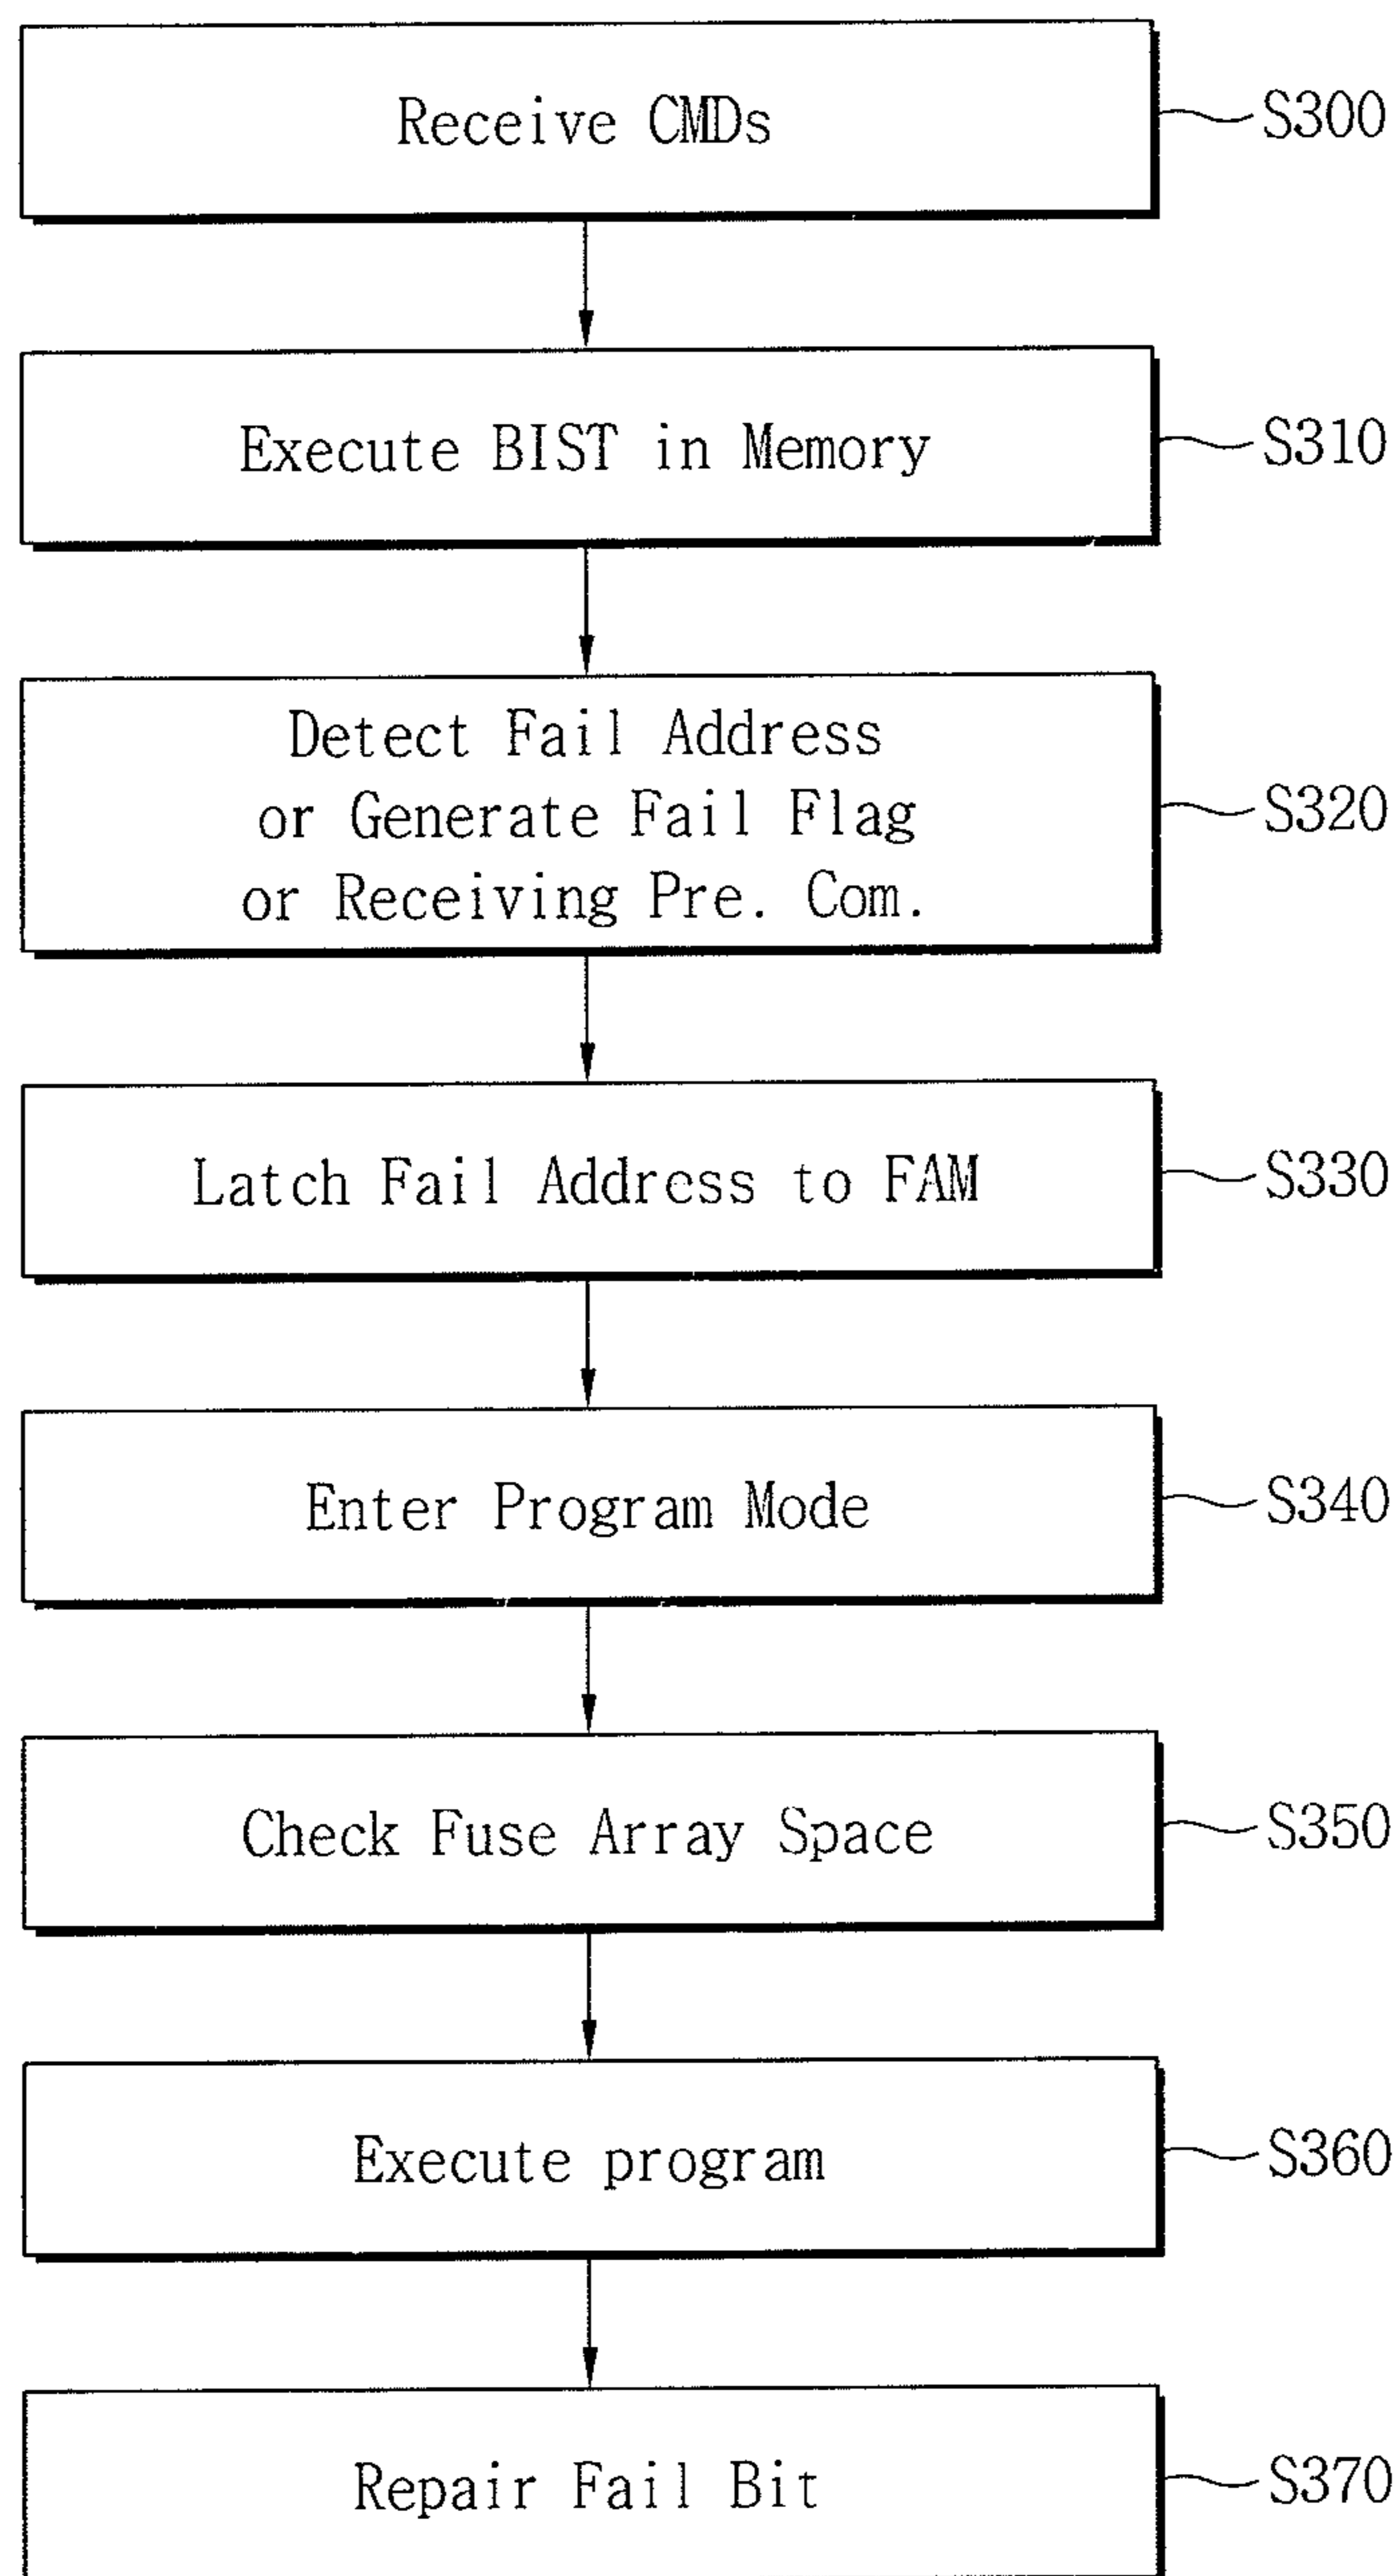 Receive CMDs
S300
Execute BIST in Memory
S310
Detect Fail Address
or Generate Fail Flag
or Receiving Pre. Com.
S320
Latch Fail Address to FAM
S330
Enter Program Mode
S340
Check Fuse Array Space
S350
Execute program
S360
Repair Fail Bit
S370